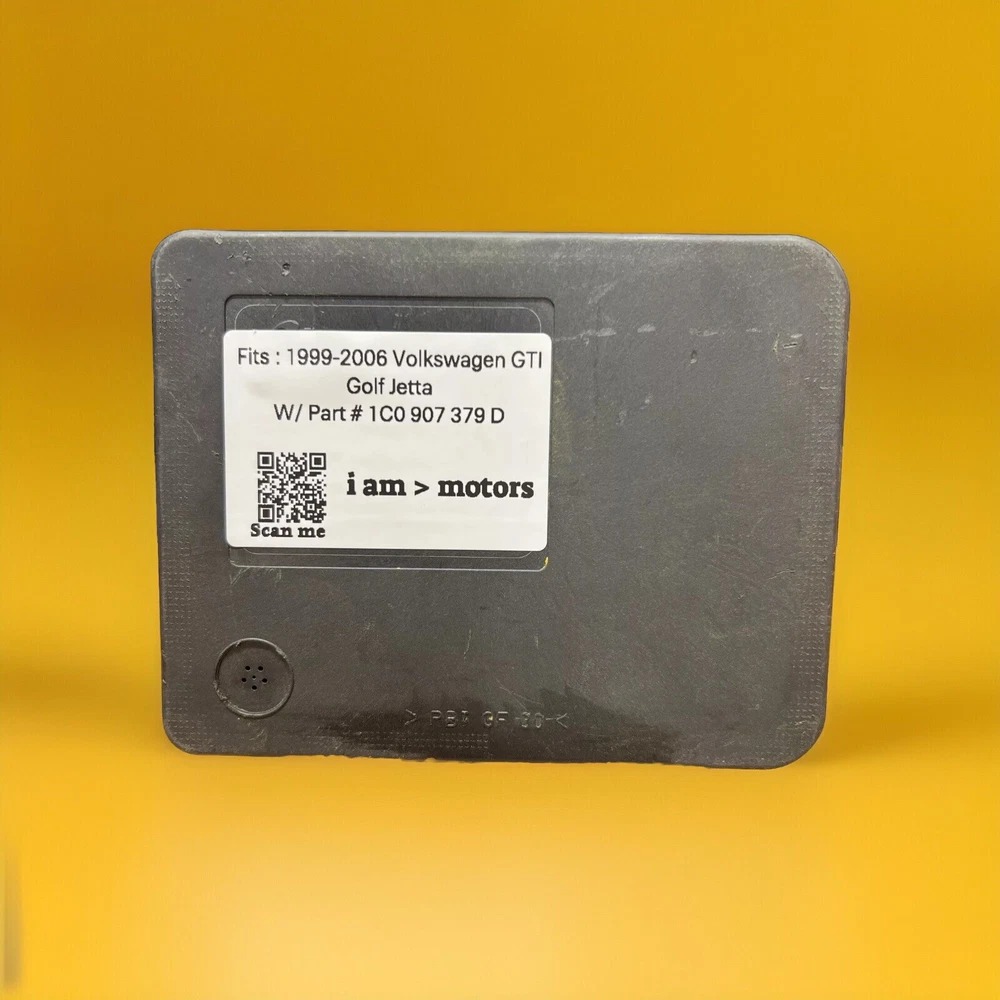 Fits : 1999-2006 Volkswagen GTI
Golf Jetta
W/ Part # 1C0 907 379 D
i am > motors
Scan me